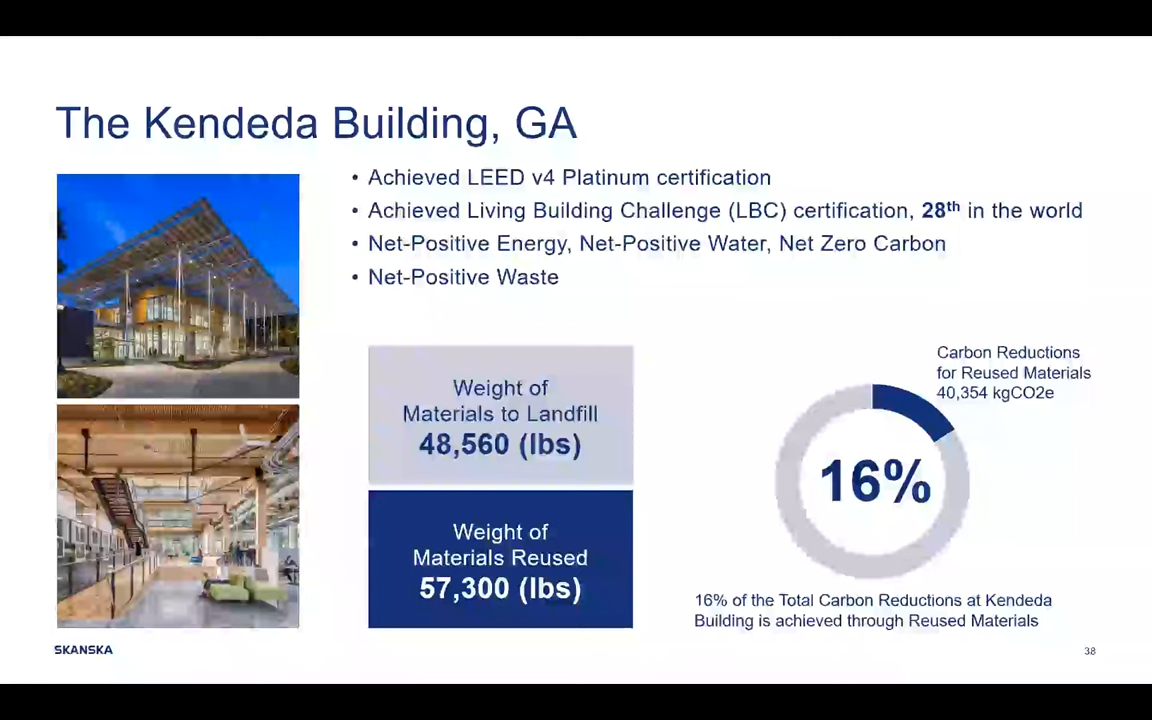 The Kendeda Building, GA
• Achieved LEED v4 Platinum certification
• Achieved Living Building Challenge (LBC) certification, 28th in the world
• Net-Positive Energy, Net-Positive Water, Net Zero Carbon
• Net-Positive Waste
Weight of
Materials to Landfill
48,560 (lbs)
Weight of
Materials Reused
57,300 (lbs)
Carbon Reductions
for Reused Materials
40,354 kgCO2e
16%
16% of the Total Carbon Reductions at Kendeda
Building is achieved through Reused Materials
SKANSKA
38